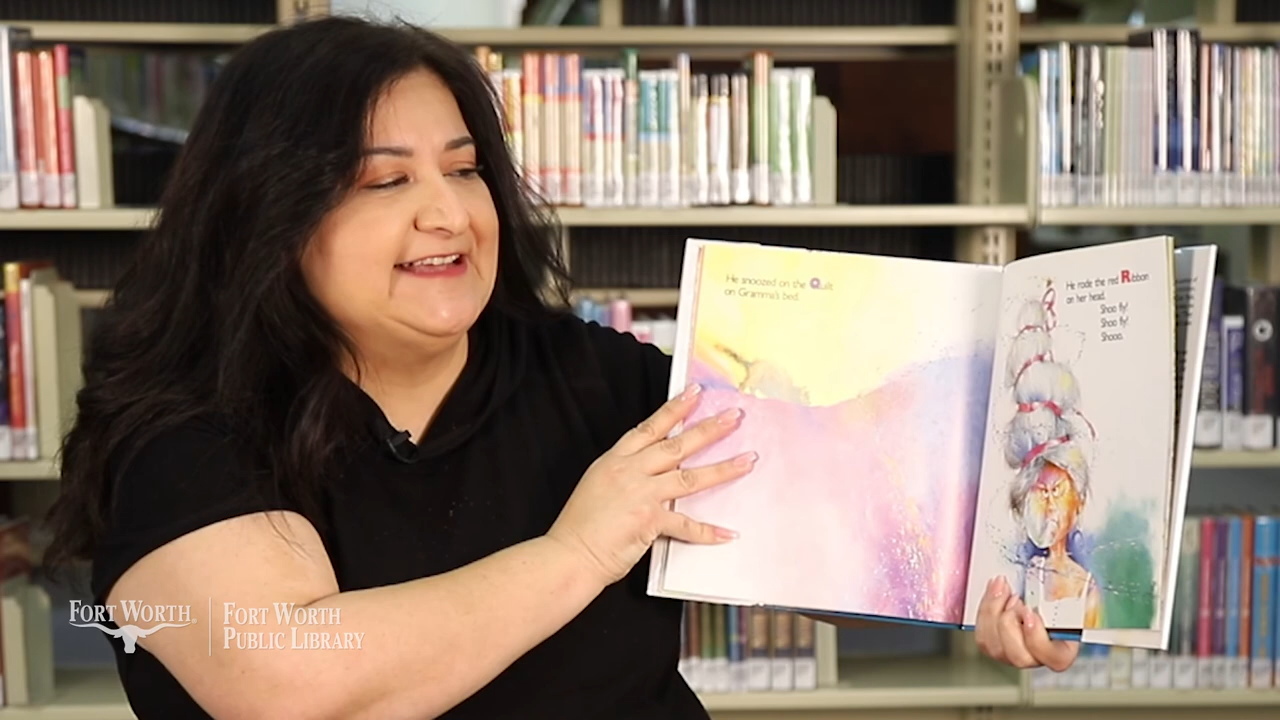 He snoozed on the Quilt
on Gramma's bed.
He rode the red Ribbon
on her head.
Shoo fly!
Shoo fly!
Shooo.
FORT WORTH®
FORT WORTH
PUBLIC LIBRARY